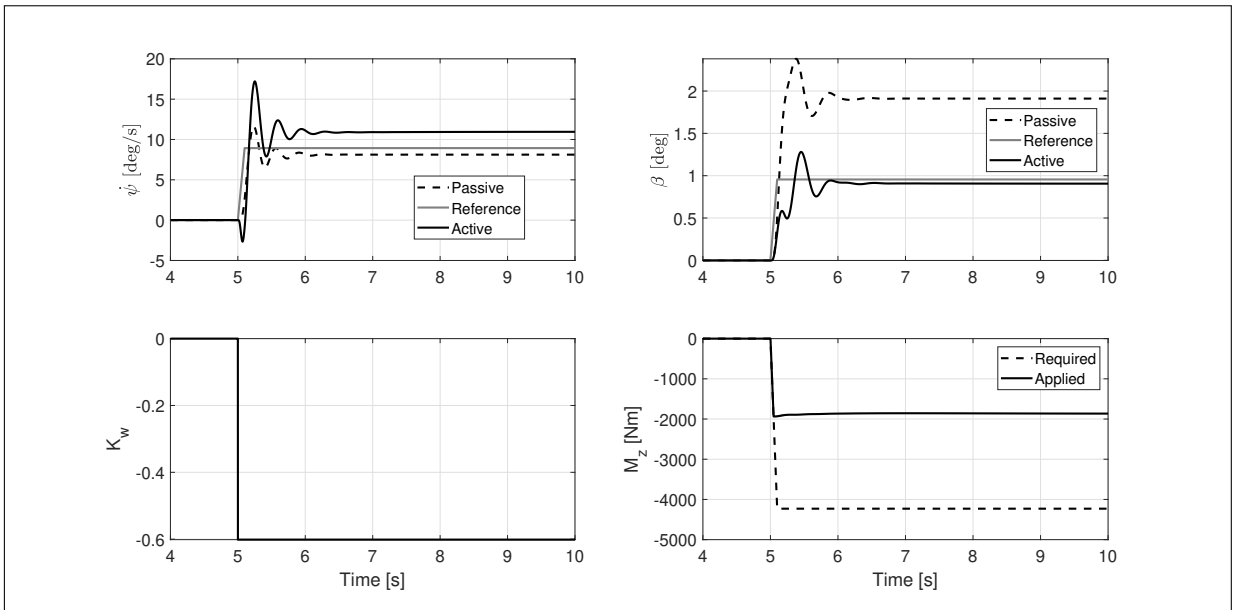 20
15
10
5
0
-5
ψ̇ [deg/s]
Passive
Reference
Active
4 5 6 7 8 9 10
2
1.5
1
0.5
0
β [deg]
Passive
Reference
Active
4 5 6 7 8 9 10
0
-0.2
-0.4
-0.6
K_w
4 5 6 7 8 9 10
Time [s]
0
-1000
-2000
-3000
-4000
-5000
M_z [Nm]
Required
Applied
4 5 6 7 8 9 10
Time [s]